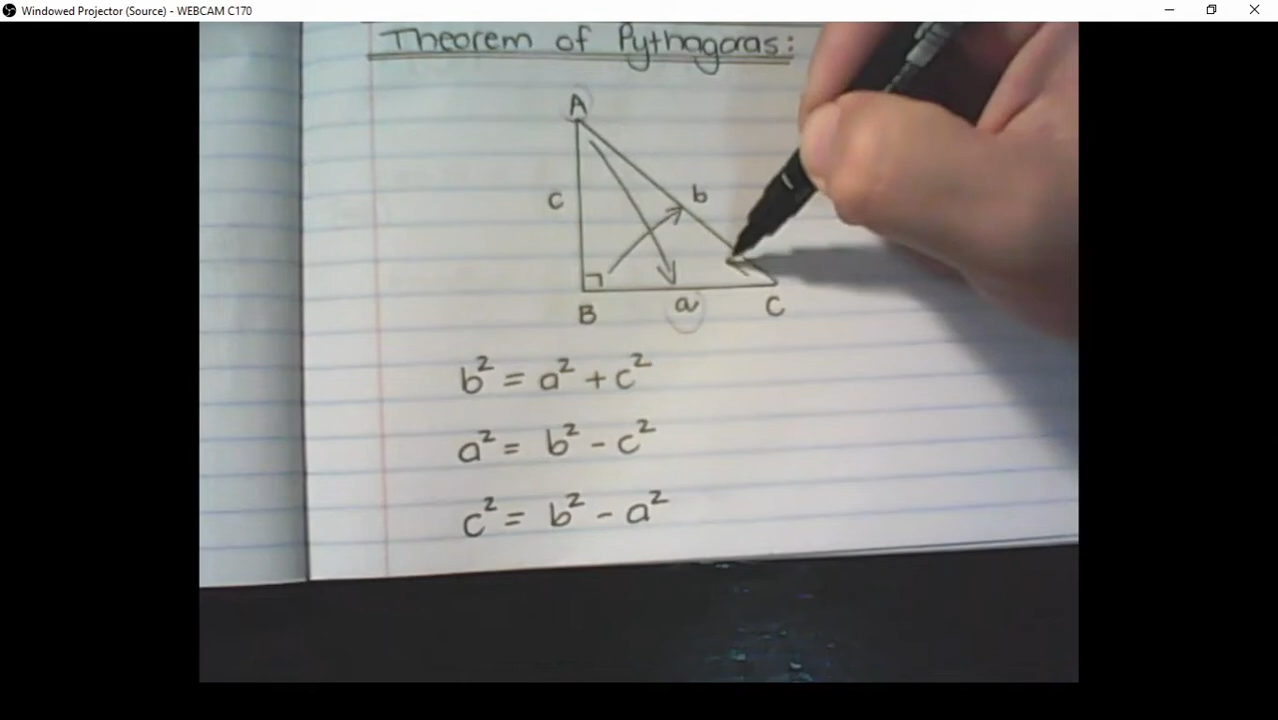 Windowed Projector (Source) - WEBCAM C170
Theorem of Pythagoras:
A
c
b
B
a
C
b² = a² + c²
a² = b² - c²
c² = b² - a²